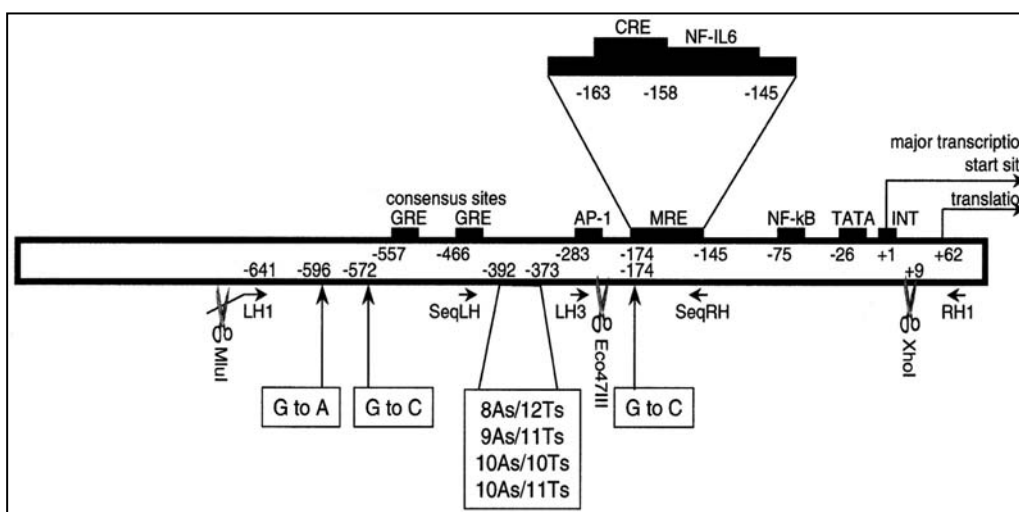 CRE
NF-IL6
-163 -158 -145
major transcriptio
start sit
translatio
consensus sites
GRE GRE AP-1 MRE NF-kB TATA INT
-557 -466 -283 -174 -145 -75 -26 +1 +62
-641 -596 -572 -392 -373 -174 +9
LH1 SeqLH LH3 SeqRH RH1
MluI
Eco47III
XhoI
G to A
G to C
8As/12Ts
9As/11Ts
10As/10Ts
10As/11Ts
G to C